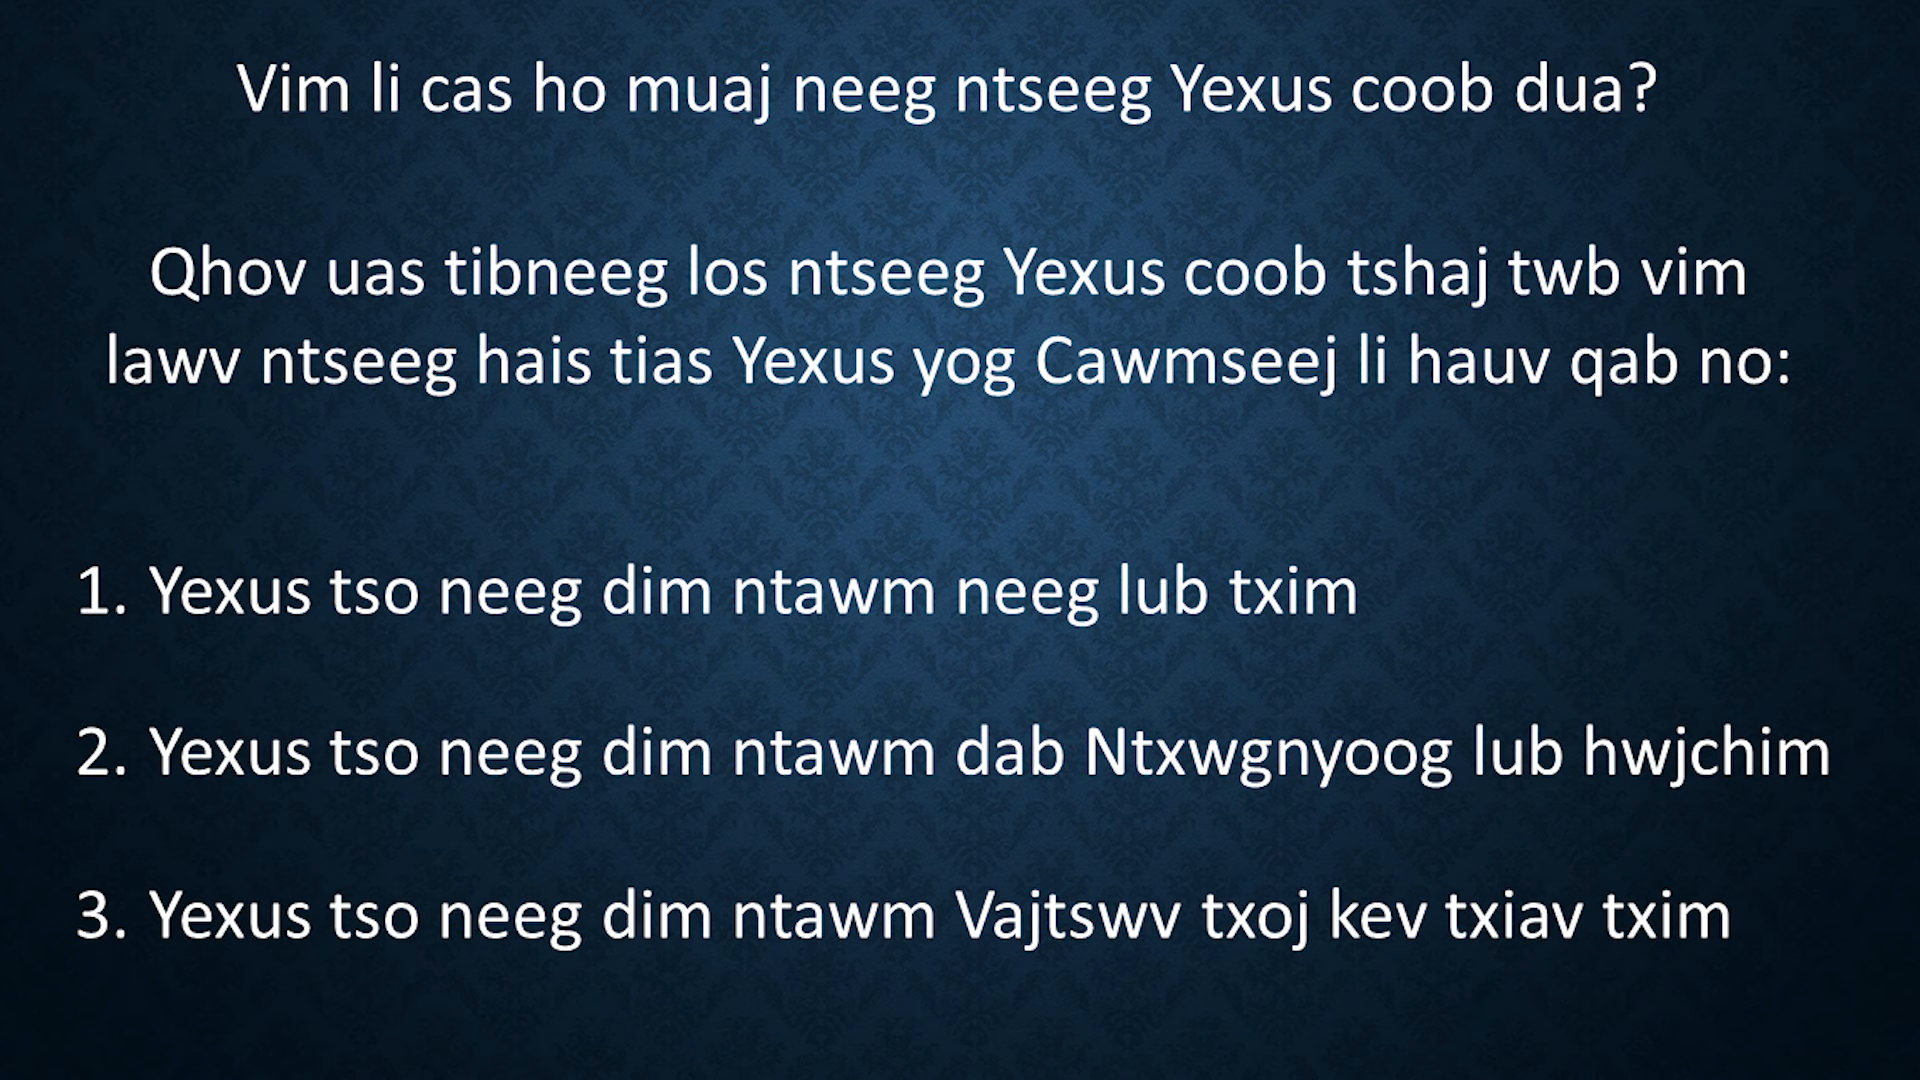 Vim li cas ho muaj neeg ntseeg Yexus coob dua?
Qhov uas tibneeg los ntseeg Yexus coob tshaj twb vim
lawv ntseeg hais tias Yexus yog Cawmseej li hauv qab no:
1. Yexus tso neeg dim ntawm neeg lub txim
2. Yexus tso neeg dim ntawm dab Ntxwgnyoog lub hwjchim
3. Yexus tso neeg dim ntawm Vajtswv txoj kev txiav txim